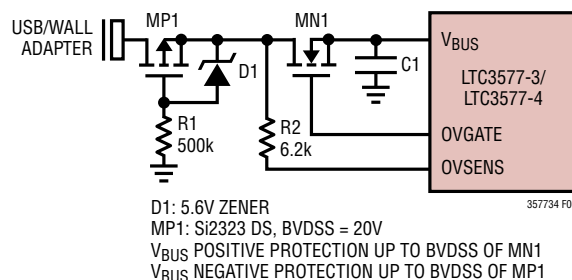 USB/WALL
ADAPTER
MP1
MN1
D1
C1
VBUS
LTC3577-3/
LTC3577-4
R1
500k
R2
6.2k
OVGATE
OVSENS
357734 F0
D1: 5.6V ZENER
MP1: Si2323 DS, BVDSS = 20V
VBUS POSITIVE PROTECTION UP TO BVDSS OF MN1
VBUS NEGATIVE PROTECTION UP TO BVDSS OF MP1